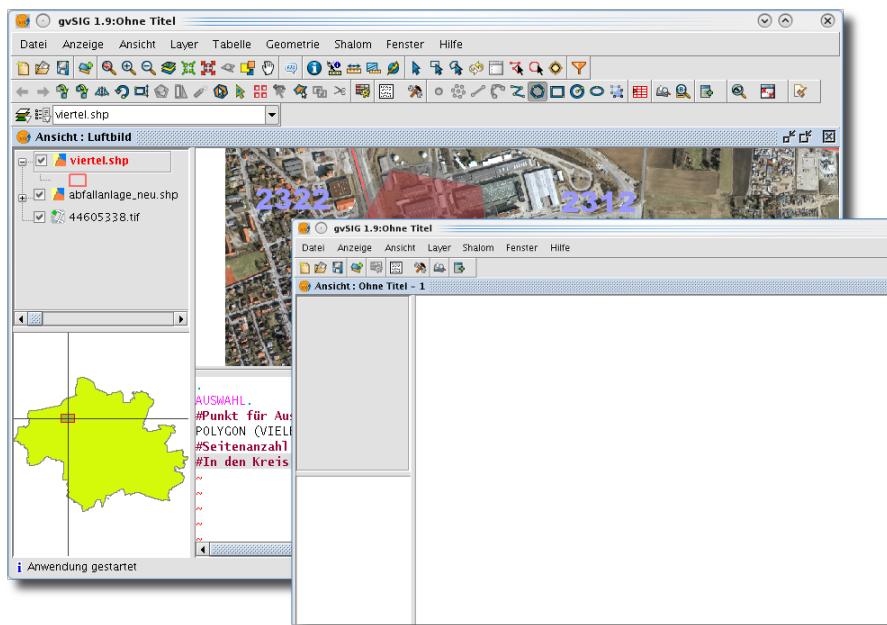 gvSIG 1.9:Ohne Titel
Datei Anzeige Ansicht Layer Tabelle Geometrie Shalom Fenster Hilfe
viertel.shp
Ansicht : Luftbild
viertel.shp
abfallanlage_neu.shp
44605338.tif
2322
2312
.
AUSWAHL.
#Punkt für Aus
POLYGON (VIELE
#Seitenanzahl
#In den Kreis
~
~
~
~
~
Anwendung gestartet
gvSIG 1.9:Ohne Titel
Datei Anzeige Ansicht Layer Shalom Fenster Hilfe
Ansicht : Ohne Titel - 1